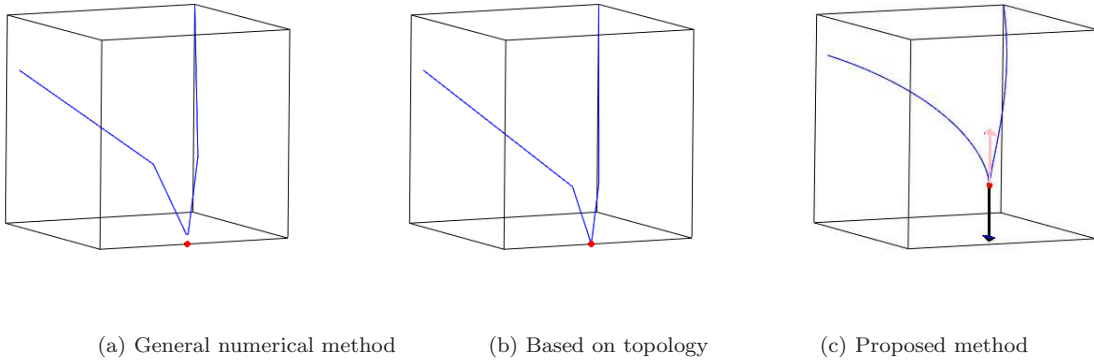 (a) General numerical method
(b) Based on topology
(c) Proposed method